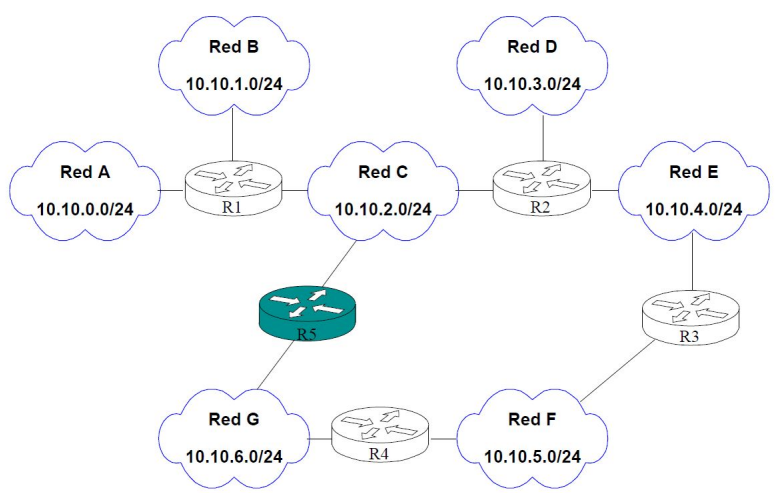 Red B
10.10.1.0/24
Red D
10.10.3.0/24
Red A
10.10.0.0/24
R1
Red C
10.10.2.0/24
R2
Red E
10.10.4.0/24
R5
R3
Red G
10.10.6.0/24
R4
Red F
10.10.5.0/24